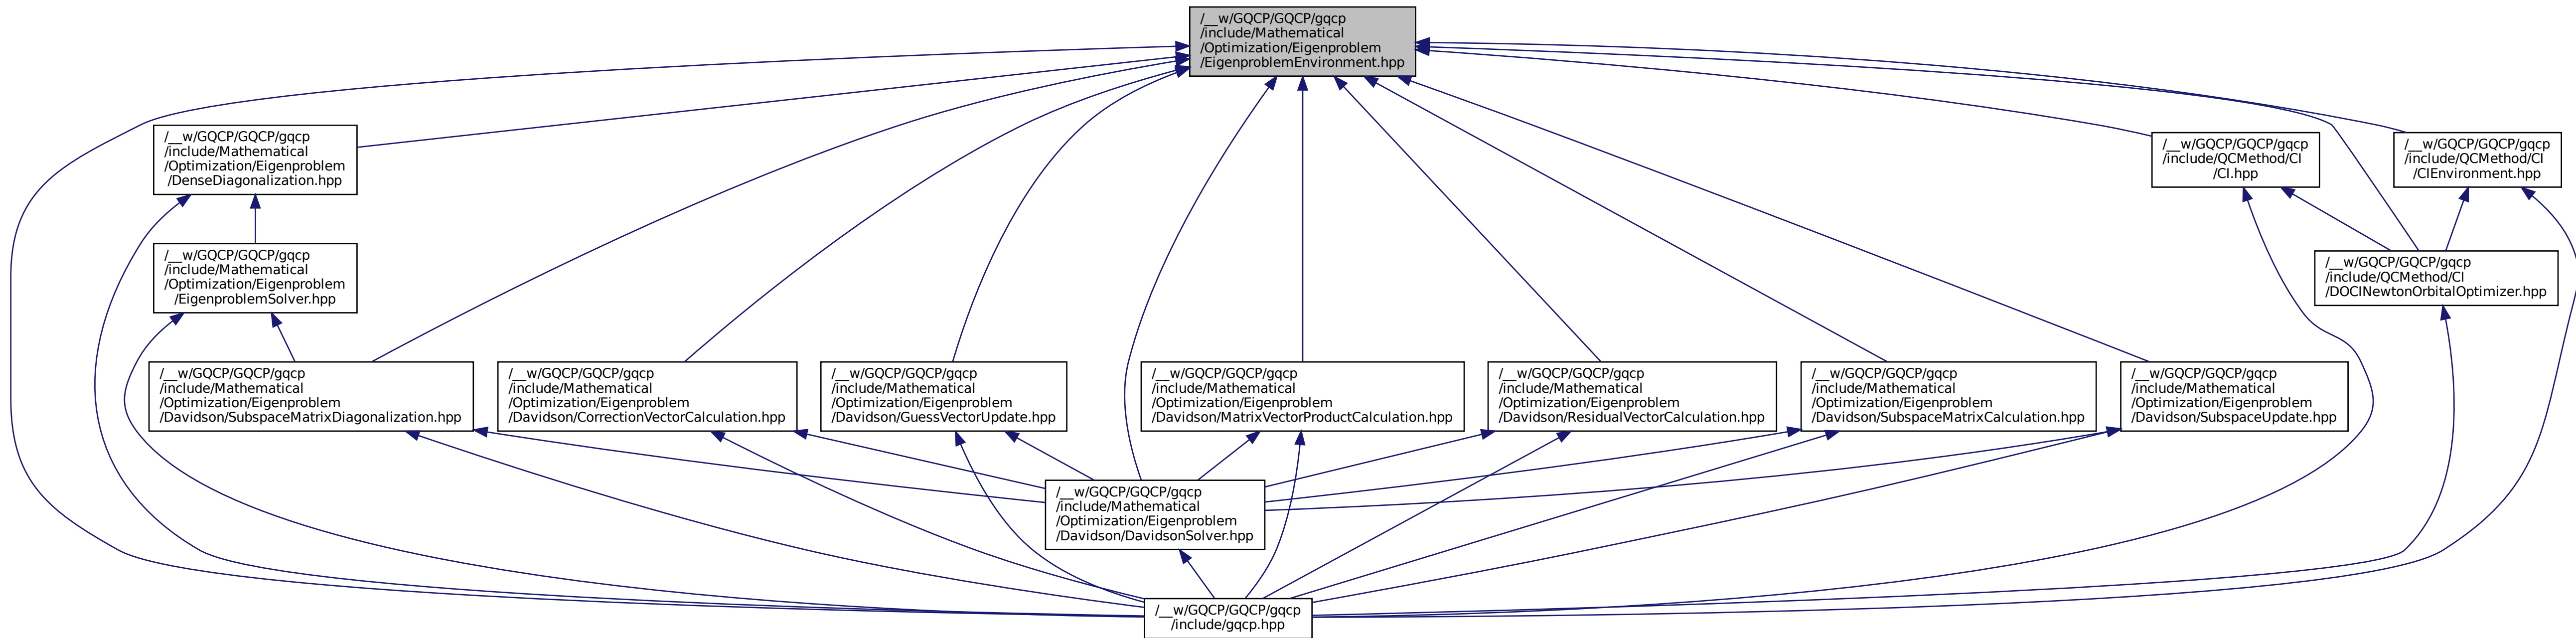 /__w/GQCP/GQCP/gqcp
/include/Mathematical
/Optimization/Eigenproblem
/EigenproblemEnvironment.hpp
/__w/GQCP/GQCP/gqcp
/include/Mathematical
/Optimization/Eigenproblem
/DenseDiagonalization.hpp
/__w/GQCP/GQCP/gqcp
/include/QCMethod/CI
/CI.hpp
/__w/GQCP/GQCP/gqcp
/include/QCMethod/CI
/CIEnvironment.hpp
/__w/GQCP/GQCP/gqcp
/include/Mathematical
/Optimization/Eigenproblem
/EigenproblemSolver.hpp
/__w/GQCP/GQCP/gqcp
/include/QCMethod/CI
/DOCINewtonOrbitalOptimizer.hpp
/__w/GQCP/GQCP/gqcp
/include/Mathematical
/Optimization/Eigenproblem
/Davidson/SubspaceMatrixDiagonalization.hpp
/__w/GQCP/GQCP/gqcp
/include/Mathematical
/Optimization/Eigenproblem
/Davidson/CorrectionVectorCalculation.hpp
/__w/GQCP/GQCP/gqcp
/include/Mathematical
/Optimization/Eigenproblem
/Davidson/GuessVectorUpdate.hpp
/__w/GQCP/GQCP/gqcp
/include/Mathematical
/Optimization/Eigenproblem
/Davidson/MatrixVectorProductCalculation.hpp
/__w/GQCP/GQCP/gqcp
/include/Mathematical
/Optimization/Eigenproblem
/Davidson/ResidualVectorCalculation.hpp
/__w/GQCP/GQCP/gqcp
/include/Mathematical
/Optimization/Eigenproblem
/Davidson/SubspaceMatrixCalculation.hpp
/__w/GQCP/GQCP/gqcp
/include/Mathematical
/Optimization/Eigenproblem
/Davidson/SubspaceUpdate.hpp
/__w/GQCP/GQCP/gqcp
/include/Mathematical
/Optimization/Eigenproblem
/Davidson/DavidsonSolver.hpp
/__w/GQCP/GQCP/gqcp
/include/gqcp.hpp